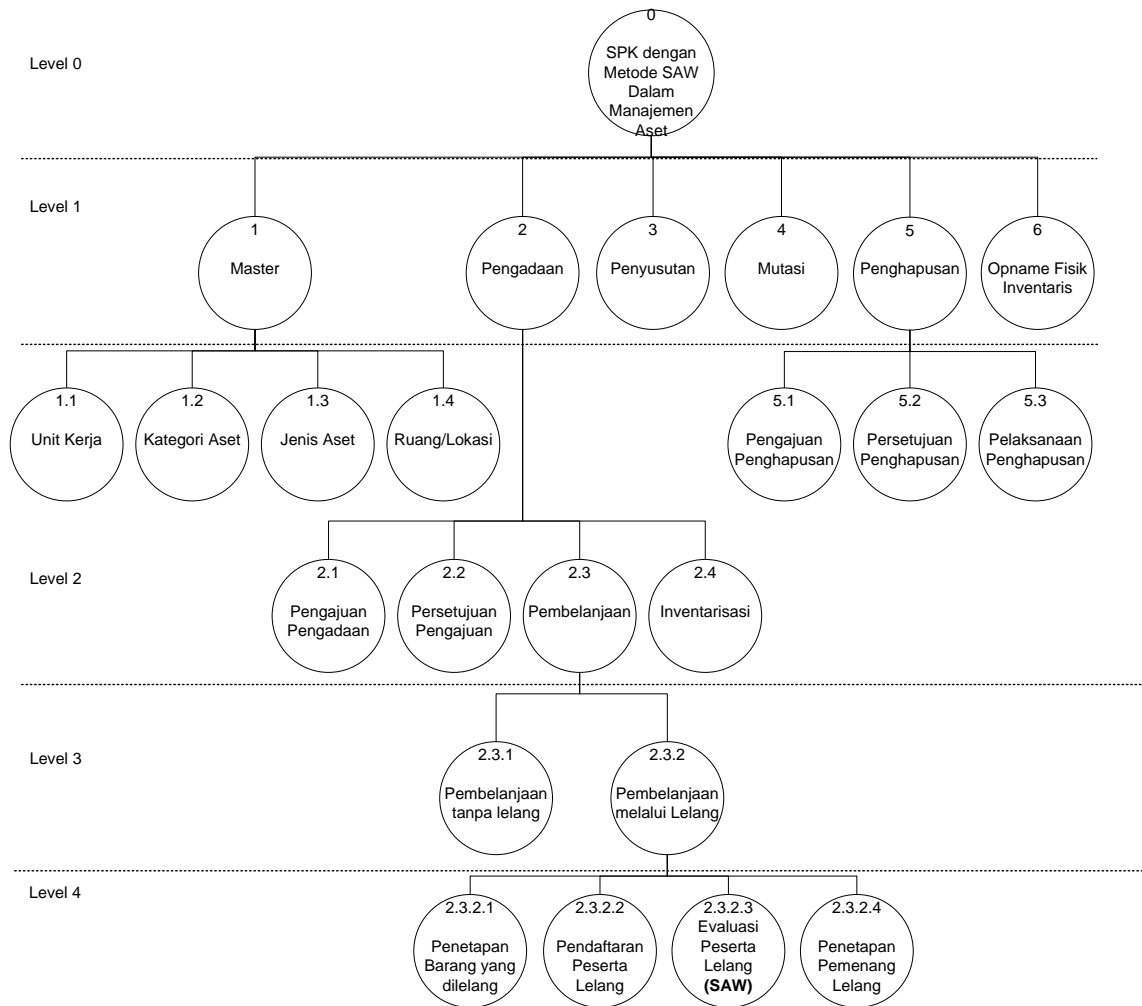 0
SPK dengan
Metode SAW
Dalam
Manajemen
Aset
Level 0
Level 1
1
Master
2
Pengadaan
3
Penyusutan
4
Mutasi
5
Penghapusan
6
Opname Fisik
Inventaris
1.1
Unit Kerja
1.2
Kategori Aset
1.3
Jenis Aset
1.4
Ruang/Lokasi
5.1
Pengajuan
Penghapusan
5.2
Persetujuan
Penghapusan
5.3
Pelaksanaan
Penghapusan
Level 2
2.1
Pengajuan
Pengadaan
2.2
Persetujuan
Pengajuan
2.3
Pembelanjaan
2.4
Inventarisasi
Level 3
2.3.1
Pembelanjaan
tanpa lelang
2.3.2
Pembelanjaan
melalui Lelang
Level 4
2.3.2.1
Penetapan
Barang yang
dilelang
2.3.2.2
Pendaftaran
Peserta
Lelang
2.3.2.3
Evaluasi
Peserta
Lelang
(SAW)
2.3.2.4
Penetapan
Pemenang
Lelang